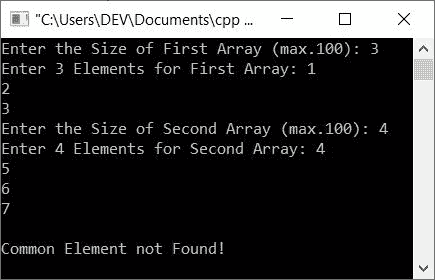 "C:\Users\DEV\Documents\cpp ...
Enter the Size of First Array (max.100): 3
Enter 3 Elements for First Array: 1
2
3
Enter the Size of Second Array (max.100): 4
Enter 4 Elements for Second Array: 4
5
6
7
Common Element not Found!